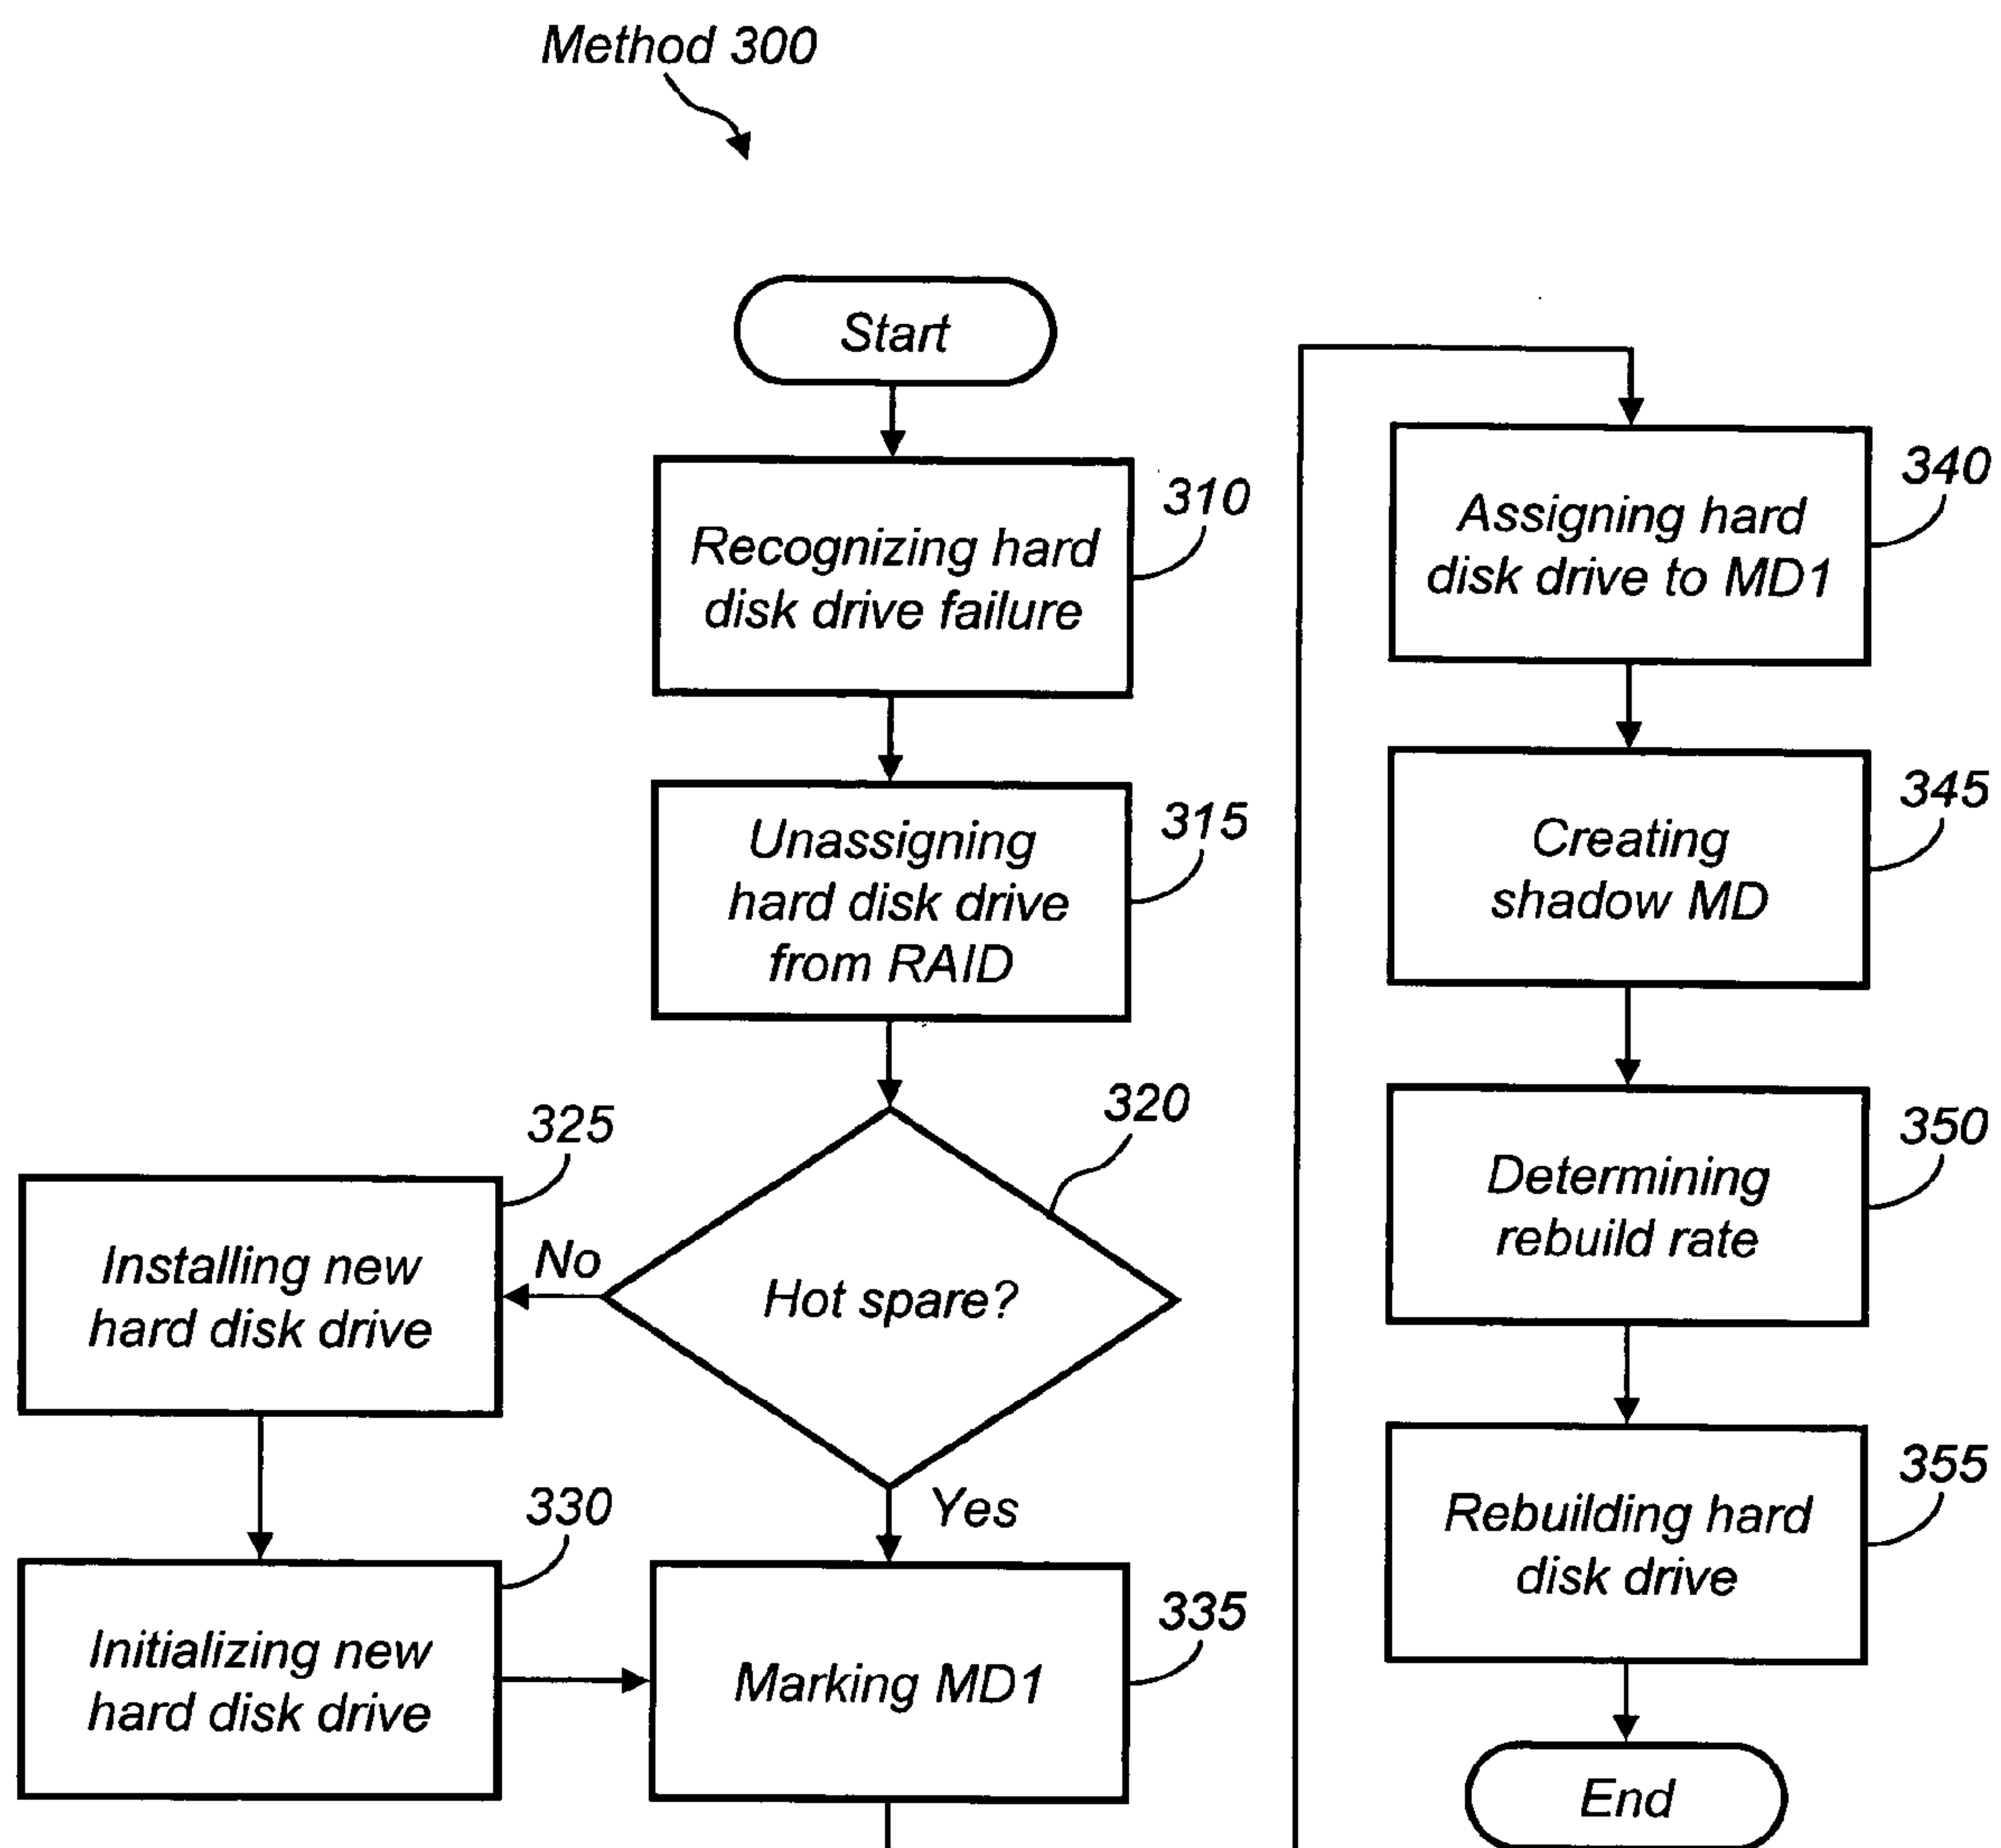 Method 300
Start
310
Recognizing hard
disk drive failure
315
Unassigning
hard disk drive
from RAID
320
Hot spare?
No
Yes
325
Installing new
hard disk drive
330
Initializing new
hard disk drive
335
Marking MD1
340
Assigning hard
disk drive to MD1
345
Creating
shadow MD
350
Determining
rebuild rate
355
Rebuilding hard
disk drive
End